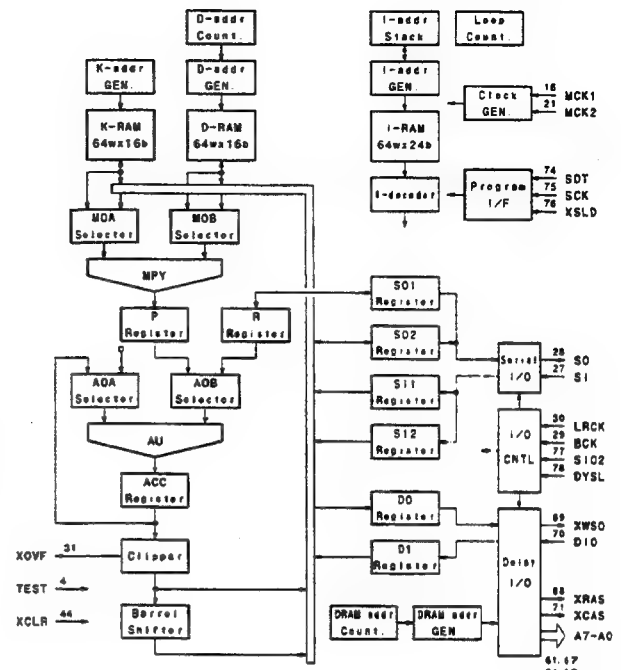 D-addr
Count.
I-addr
Stack
Loop
Count.
K-addr
GEN.
D-addr
GEN.
I-addr
GEN.
Clock
GEN.
16
MCK1
21
MCK2
K-RAM
64wx16b
D-RAM
64wx16b
I-RAM
64wx24b
I-decoder
Program
I/F
74
SDT
75
SCK
76
XSLD
MOA
Selector
MOB
Selector
MPY
P
Register
R
Register
SO1
Register
SO2
Register
SI1
Register
SI2
Register
Serial
I/O
28
SO
27
SI
AOA
Selector
AOB
Selector
AU
ACC
Register
I/O
CNTL
30
LRCK
29
BCK
77
SIO2
78
DYSL
DO
Register
DI
Register
Delay
I/O
69
XWSO
70
DIO
68
XRAS
71
XCAS
A7-A0
61, 67
XOVF
31
Clipper
TEST
4
XCLR
44
Barrel
Shifter
DRAM addr
Count.
DRAM addr
GEN